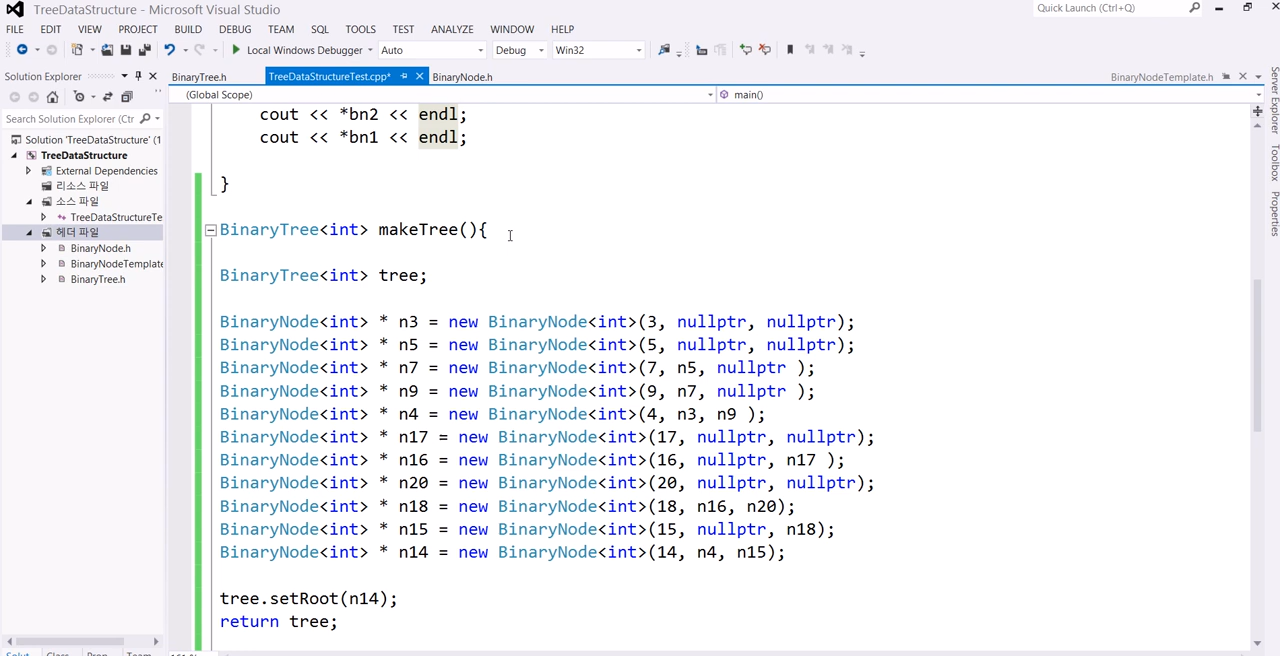 TreeDataStructure - Microsoft Visual Studio
Quick Launch (Ctrl+Q)
FILE EDIT VIEW PROJECT BUILD DEBUG TEAM SQL TOOLS TEST ANALYZE WINDOW HELP
Local Windows Debugger Auto Debug Win32
Solution Explorer
BinaryTree.h TreeDataStructureTest.cpp* BinaryNode.h BinaryNodeTemplate.h
(Global Scope) main()
Search Solution Explorer (Ctr
Solution 'TreeDataStructure' (1
TreeDataStructure
External Dependencies
리소스 파일
소스 파일
TreeDataStructureTe
헤더 파일
BinaryNode.h
BinaryNodeTemplate
BinaryTree.h
cout << *bn2 << endl;
cout << *bn1 << endl;
}
BinaryTree<int> makeTree(){
BinaryTree<int> tree;
BinaryNode<int> * n3 = new BinaryNode<int>(3, nullptr, nullptr);
BinaryNode<int> * n5 = new BinaryNode<int>(5, nullptr, nullptr);
BinaryNode<int> * n7 = new BinaryNode<int>(7, n5, nullptr );
BinaryNode<int> * n9 = new BinaryNode<int>(9, n7, nullptr );
BinaryNode<int> * n4 = new BinaryNode<int>(4, n3, n9 );
BinaryNode<int> * n17 = new BinaryNode<int>(17, nullptr, nullptr);
BinaryNode<int> * n16 = new BinaryNode<int>(16, nullptr, n17 );
BinaryNode<int> * n20 = new BinaryNode<int>(20, nullptr, nullptr);
BinaryNode<int> * n18 = new BinaryNode<int>(18, n16, n20);
BinaryNode<int> * n15 = new BinaryNode<int>(15, nullptr, n18);
BinaryNode<int> * n14 = new BinaryNode<int>(14, n4, n15);
tree.setRoot(n14);
return tree;
Server Explorer
Toolbox
Properties